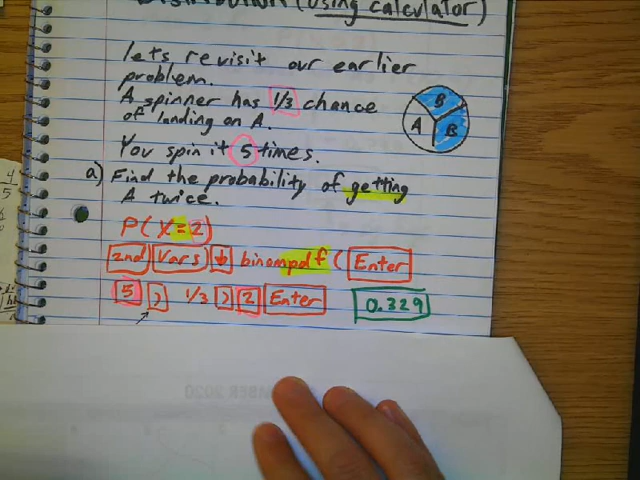 Distribution (using calculator)
Lets revisit our earlier
problem.
A spinner has 1/3 chance
of landing on A.
You spin it 5 times.
B
A
B
a) Find the probability of getting
A twice.
P(X=2)
2nd Vars ↓ binompdf( Enter
5 , 1/3 , 2 Enter 0.329
4/5